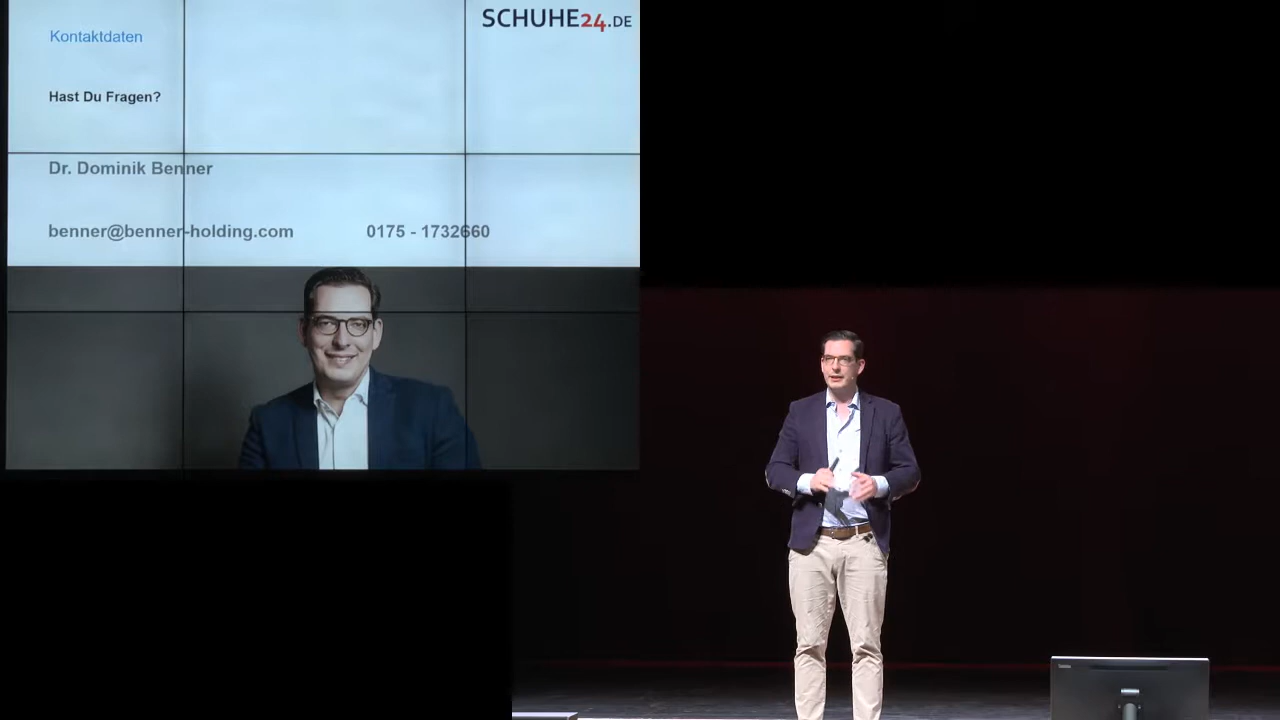 SCHUHE24.DE
Kontaktdaten
Hast Du Fragen?
Dr. Dominik Benner
benner@benner-holding.com 0175 - 1732660